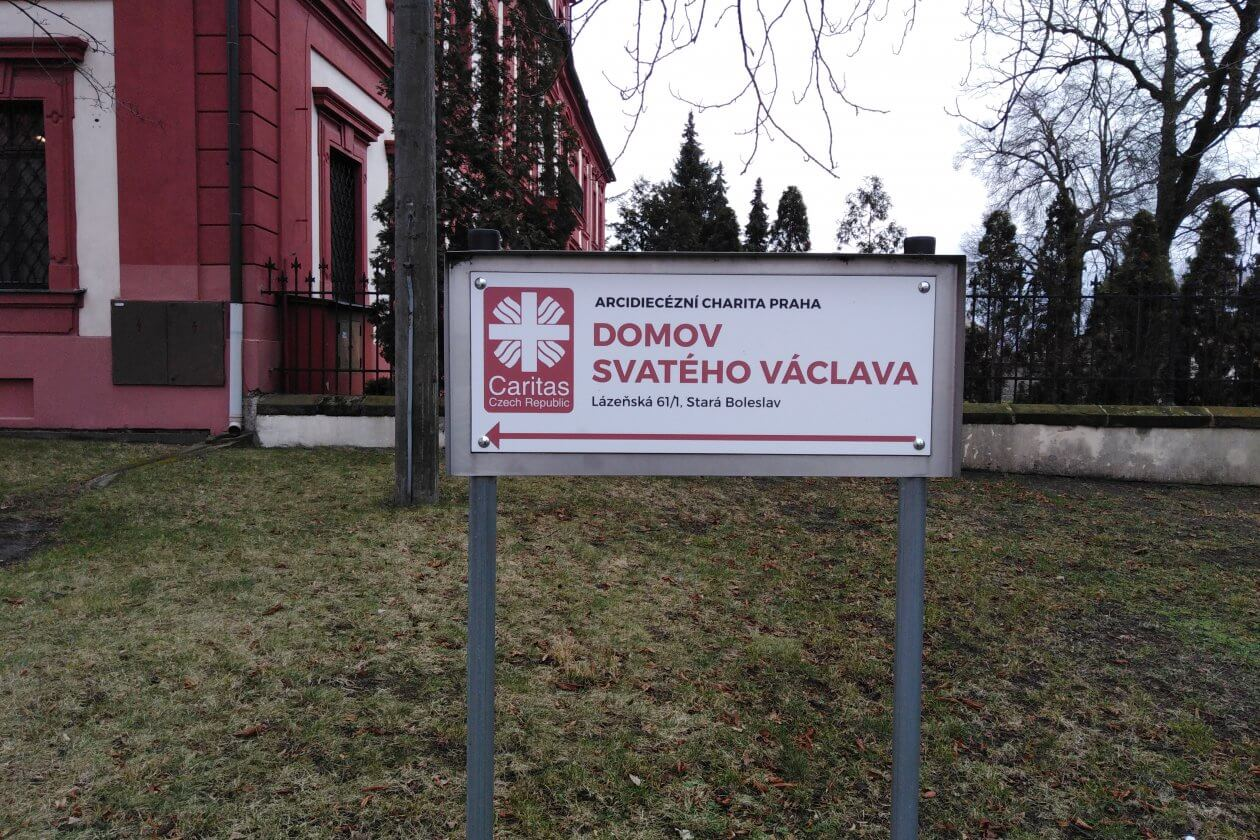 Caritas
Czech Republic
ARCIDIECÉZNÍ CHARITA PRAHA
DOMOV
SVATÉHO VÁCLAVA
Lázeňská 61/1, Stará Boleslav